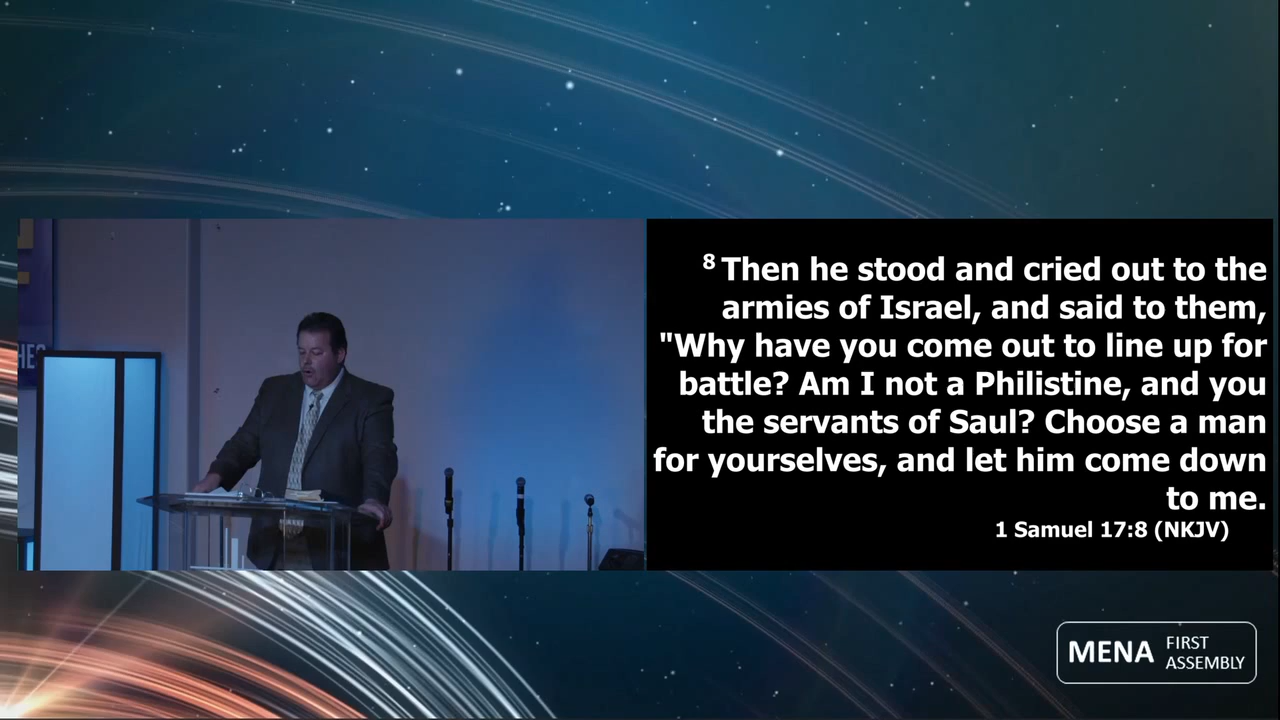 HES
⁸ Then he stood and cried out to the
armies of Israel, and said to them,
"Why have you come out to line up for
battle? Am I not a Philistine, and you
the servants of Saul? Choose a man
for yourselves, and let him come down
to me.
1 Samuel 17:8 (NKJV)
MENA FIRST
ASSEMBLY